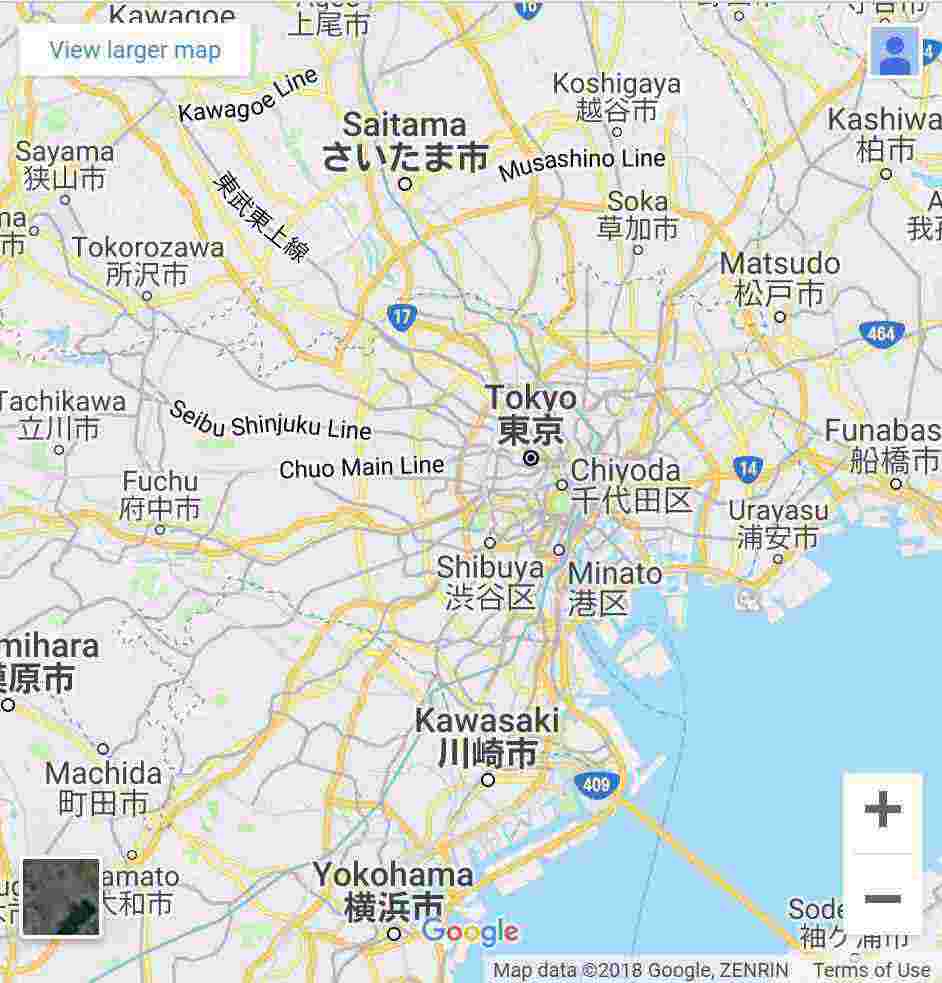 Kawagoe
上尾市
View larger map
Kawagoe Line
Koshigaya
越谷市
Saitama
さいたま市
Kashiwa
柏市
Sayama
狭山市
Musashino Line
東武東上線
Soka
草加市
Tokorozawa
所沢市
Matsudo
松戸市
17
464
Tachikawa
立川市
Seibu Shinjuku Line
Tokyo
東京
Chuo Main Line
Funabas
船橋市
14
Chiyoda
千代田区
Fuchu
府中市
Urayasu
浦安市
Shibuya
渋谷区
Minato
港区
mihara
原市
Kawasaki
川崎市
Machida
町田市
409
Yokohama
横浜市
amato
大和市
Sode
袖ケ浦市
Google
Map data ©2018 Google, ZENRIN
Terms of Use